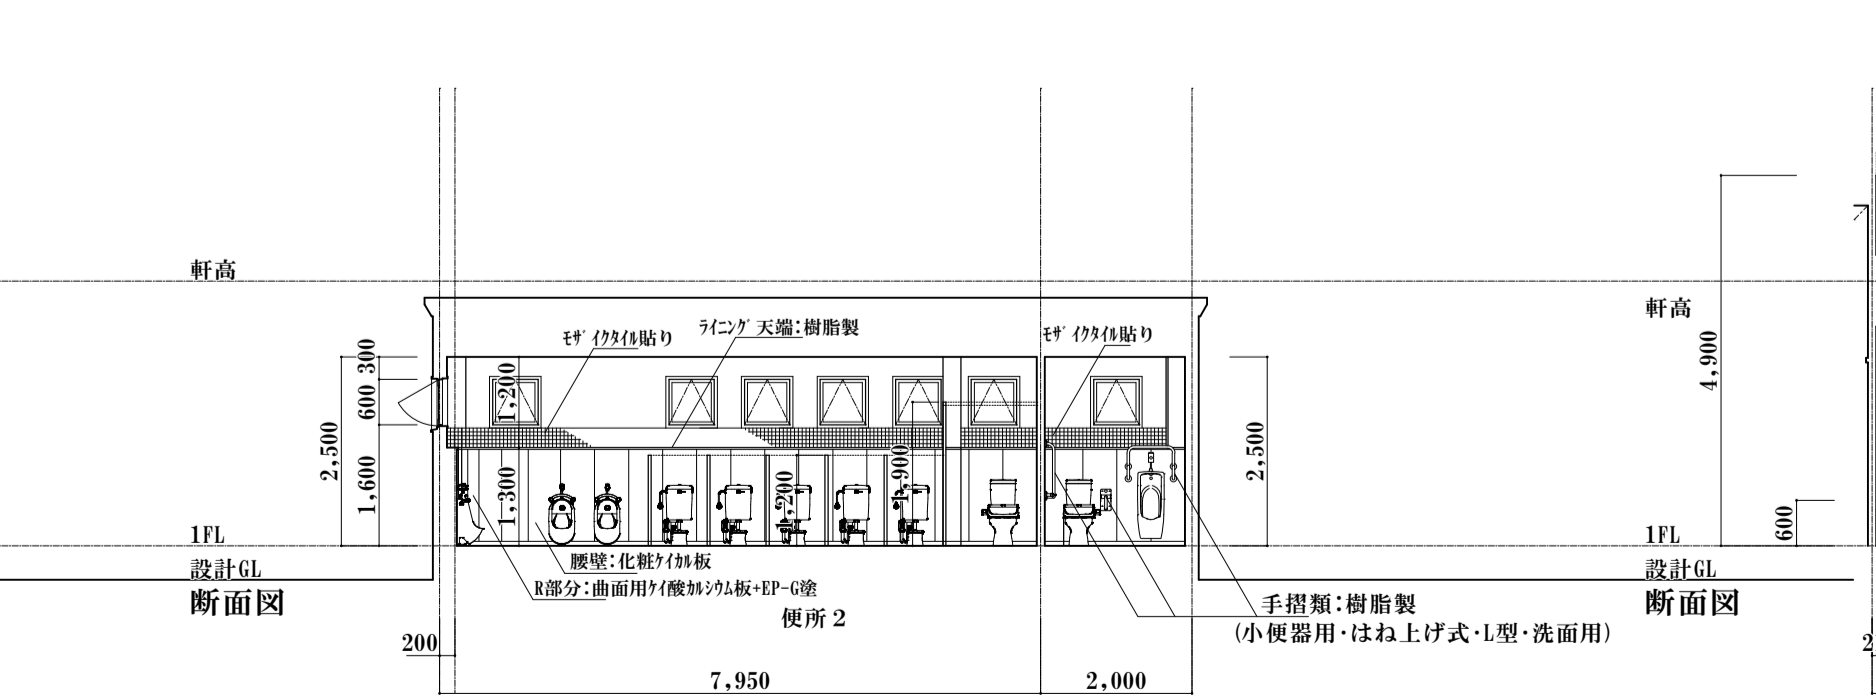 軒高
軒高
ﾓｻﾞｲｸﾀｲﾙ貼り
ﾗｲﾆﾝｸﾞ天端:樹脂製
ﾓｻﾞｲｸﾀｲﾙ貼り
300
600
1,600
2,500
1,200
1,300
1,200
1,900
2,500
4,900
600
1FL
設計GL
断面図
腰壁:化粧ｹｲｶﾙ板
R部分:曲面用ｹｲ酸ｶﾙｼｳﾑ板+EP-G塗
便所２
手摺類:樹脂製
(小便器用･はね上げ式･L型･洗面用)
1FL
設計GL
断面図
200
7,950
2,000
2